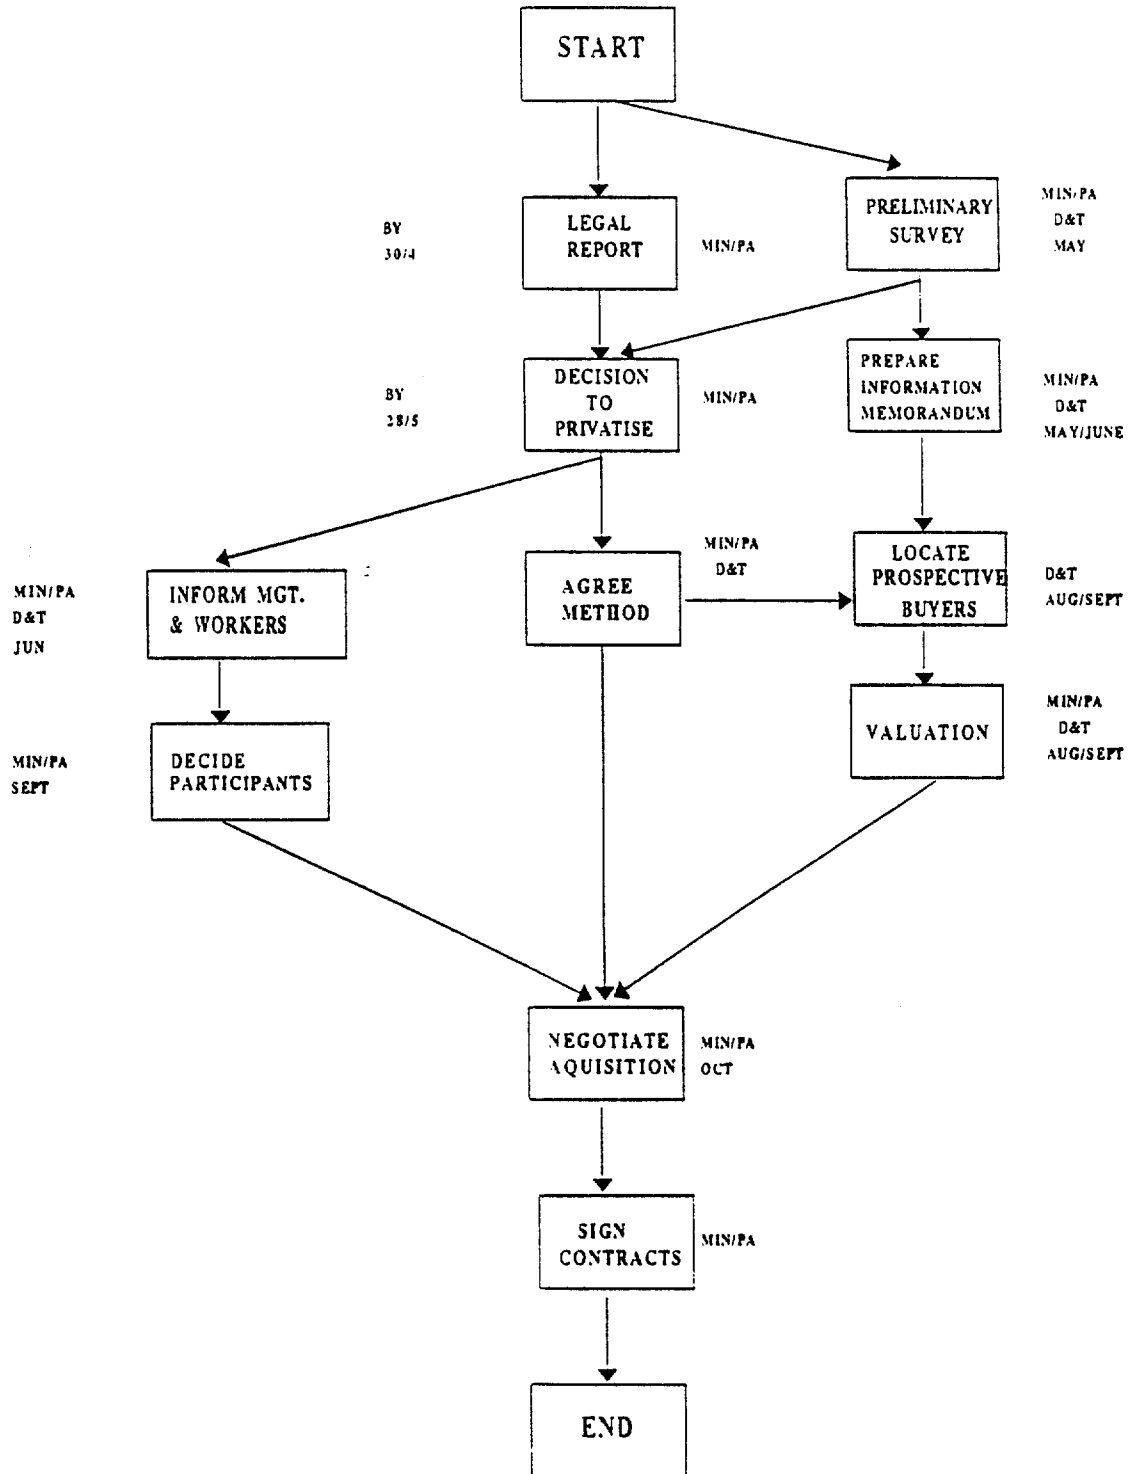 START
BY
30/4
LEGAL
REPORT
MIN/PA
PRELIMINARY
SURVEY
MIN/PA
D&T
MAY
BY
28/5
DECISION
TO
PRIVATISE
MIN/PA
PREPARE
INFORMATION
MEMORANDUM
MIN/PA
D&T
MAY/JUNE
MIN/PA
D&T
JUN
INFORM MGT.
& WORKERS
AGREE
METHOD
MIN/PA
D&T
LOCATE
PROSPECTIVE
BUYERS
D&T
AUG/SEPT
MIN/PA
SEPT
DECIDE
PARTICIPANTS
VALUATION
MIN/PA
D&T
AUG/SEPT
NEGOTIATE
AQUISITION
MIN/PA
OCT
SIGN
CONTRACTS
MIN/PA
END